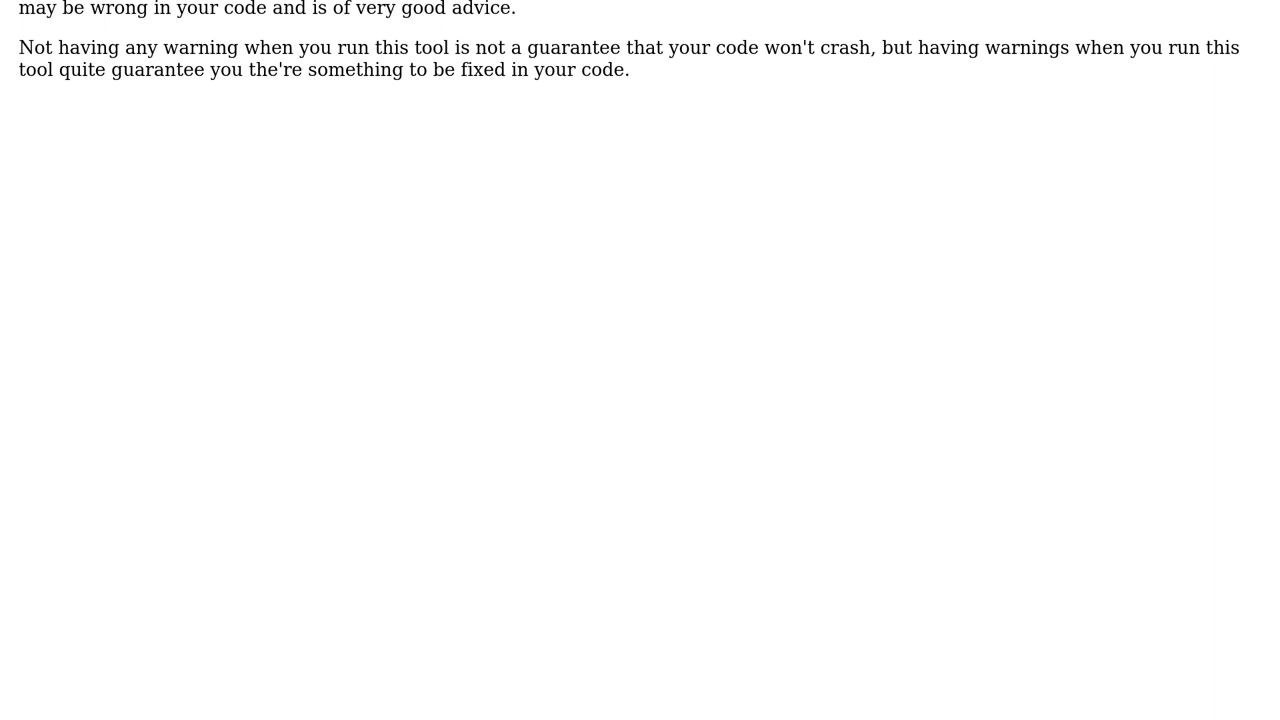 may be wrong in your code and is of very good advice.
Not having any warning when you run this tool is not a guarantee that your code won't crash, but having warnings when you run this
tool quite guarantee you the're something to be fixed in your code.